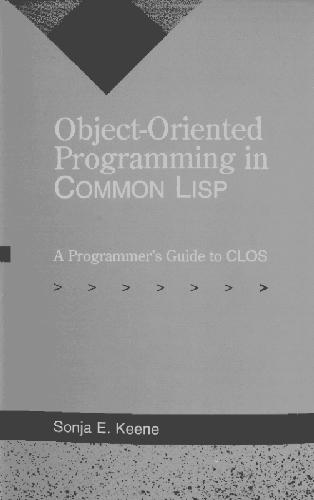 Object-Oriented
Programming in
COMMON LISP
A Programmer's Guide to CLOS
> > > > > > >
Sonja E. Keene